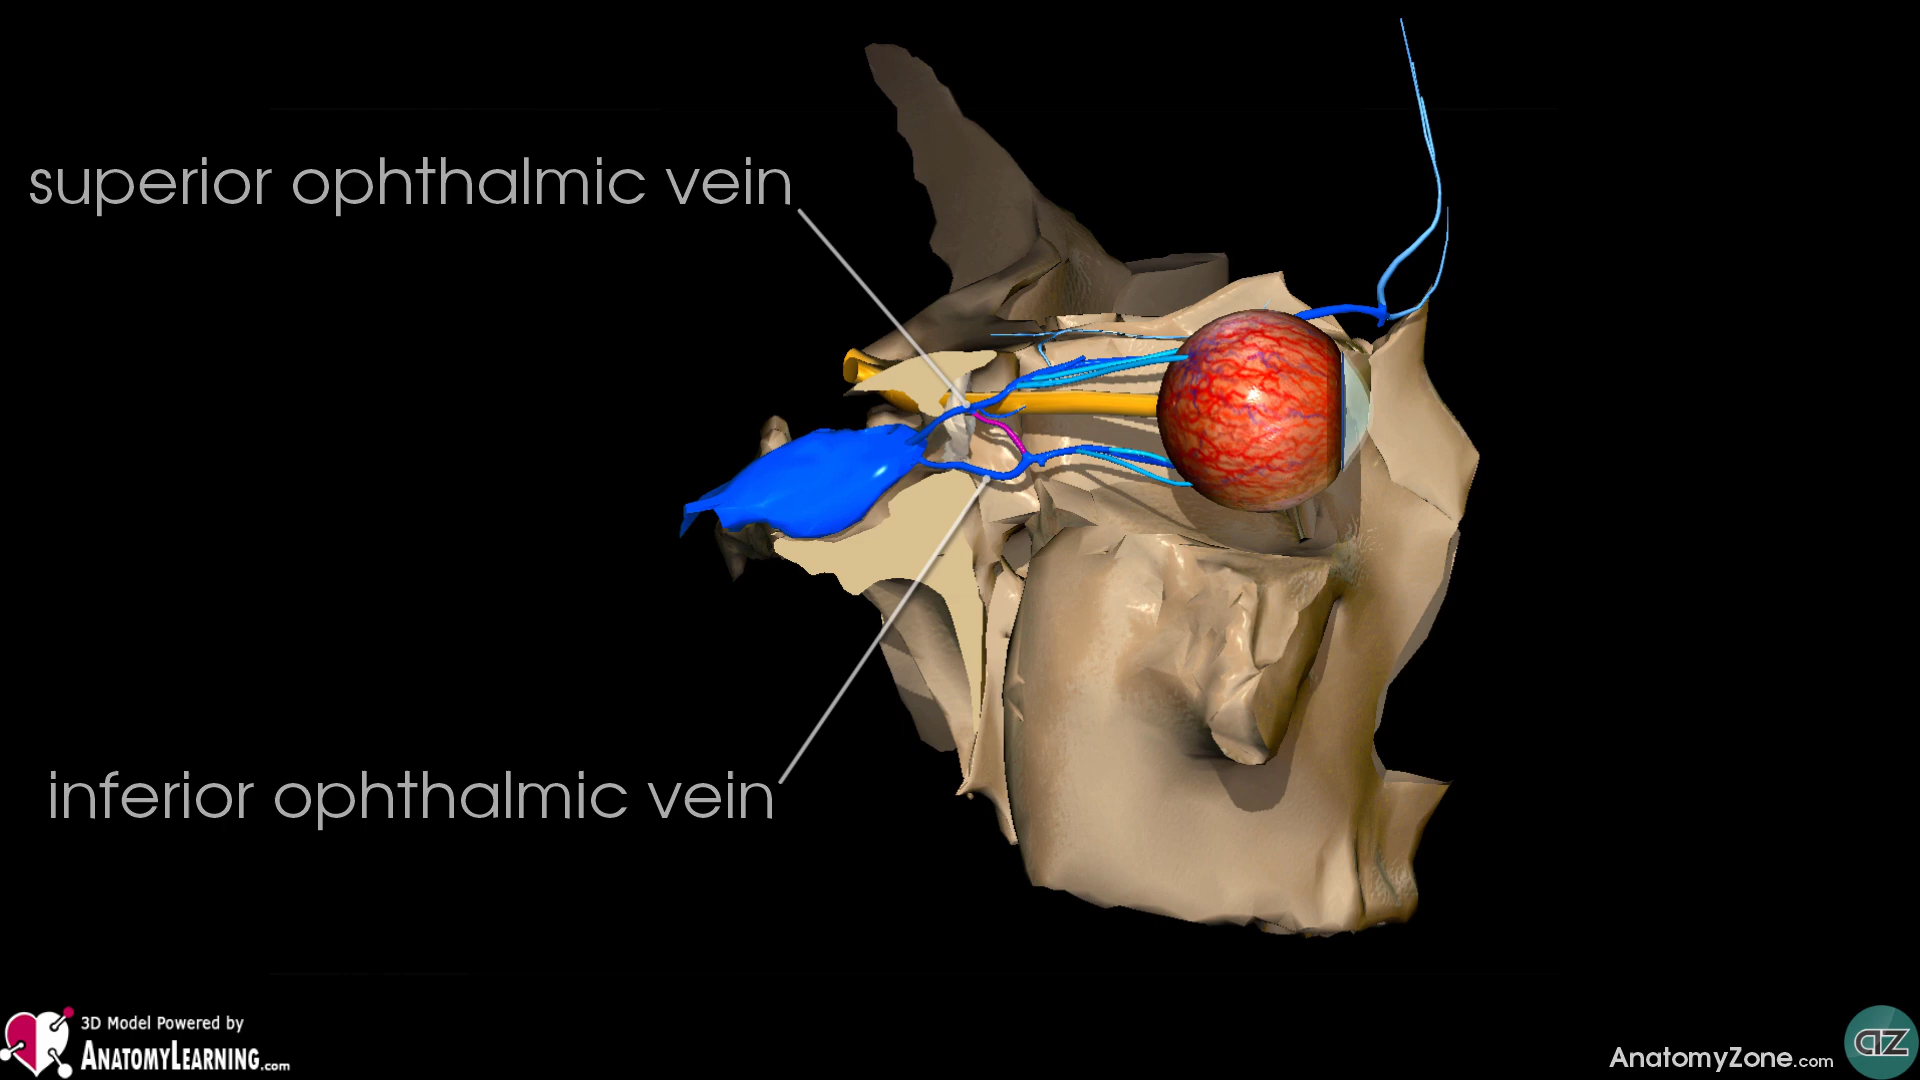 superior ophthalmic vein
inferior ophthalmic vein
3D Model Powered by
ANATOMYLEARNING.com
AnatomyZone.com
az